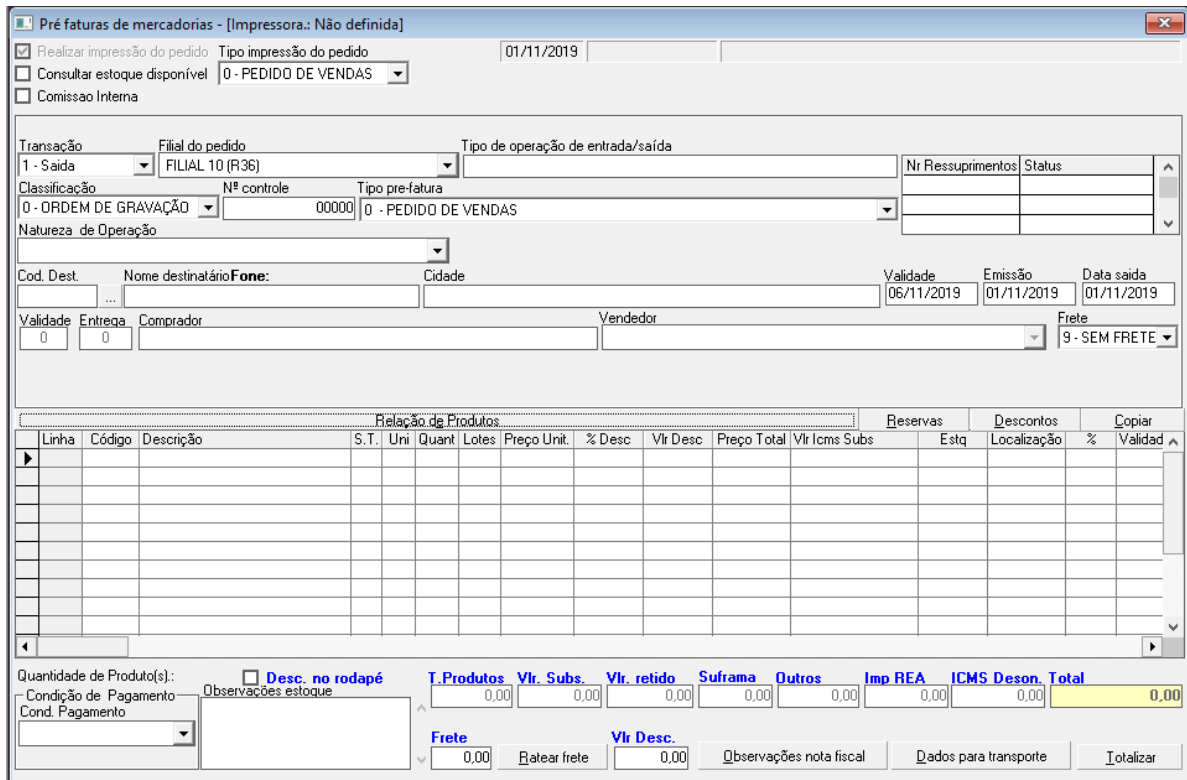 Pré faturas de mercadorias - [Impressora.: Não definida]
Realizar impressão do pedido Tipo impressão do pedido 01/11/2019
Consultar estoque disponível 0 - PEDIDO DE VENDAS
Comissao Interna
Transação Filial do pedido Tipo de operação de entrada/saída
1 - Saida FILIAL 10 (R36) Nr Ressuprimentos Status
Classificação Nº controle Tipo pre-fatura
0 - ORDEM DE GRAVAÇÃO 00000 0 - PEDIDO DE VENDAS
Natureza de Operação
Cod. Dest. Nome destinatário Fone: Cidade Validade Emissão Data saida
... 06/11/2019 01/11/2019 01/11/2019
Validade Entrega Comprador Vendedor Frete
0 0 9 - SEM FRETE
Relação de Produtos Reservas Descontos Copiar
Linha Código Descrição S.T. Uni Quant Lotes Preço Unit. % Desc Vlr Desc Preço Total Vlr Icms Subs Estq Localização % Validad
Quantidade de Produto(s).: Desc. no rodapé T.Produtos Vlr. Subs. Vlr. retido Suframa Outros Imp REA ICMS Deson. Total
Condição de Pagamento Observações estoque 0,00 0,00 0,00 0,00 0,00 0,00 0,00 0,00
Cond. Pagamento
Frete Vlr Desc.
0,00 Ratear frete 0,00 Observações nota fiscal Dados para transporte Totalizar